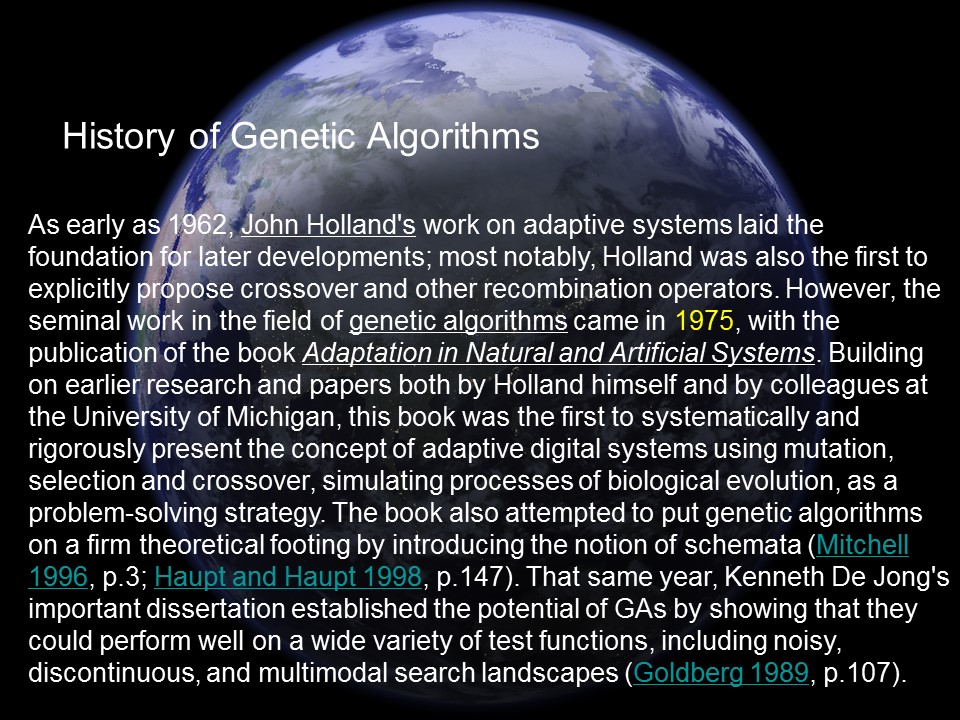 History of Genetic Algorithms
As early as 1962, John Holland's work on adaptive systems laid the
foundation for later developments; most notably, Holland was also the first to
explicitly propose crossover and other recombination operators. However, the
seminal work in the field of genetic algorithms came in 1975, with the
publication of the book Adaptation in Natural and Artificial Systems. Building
on earlier research and papers both by Holland himself and by colleagues at
the University of Michigan, this book was the first to systematically and
rigorously present the concept of adaptive digital systems using mutation,
selection and crossover, simulating processes of biological evolution, as a
problem-solving strategy. The book also attempted to put genetic algorithms
on a firm theoretical footing by introducing the notion of schemata (Mitchell
1996, p.3; Haupt and Haupt 1998, p.147). That same year, Kenneth De Jong's
important dissertation established the potential of GAs by showing that they
could perform well on a wide variety of test functions, including noisy,
discontinuous, and multimodal search landscapes (Goldberg 1989, p.107).